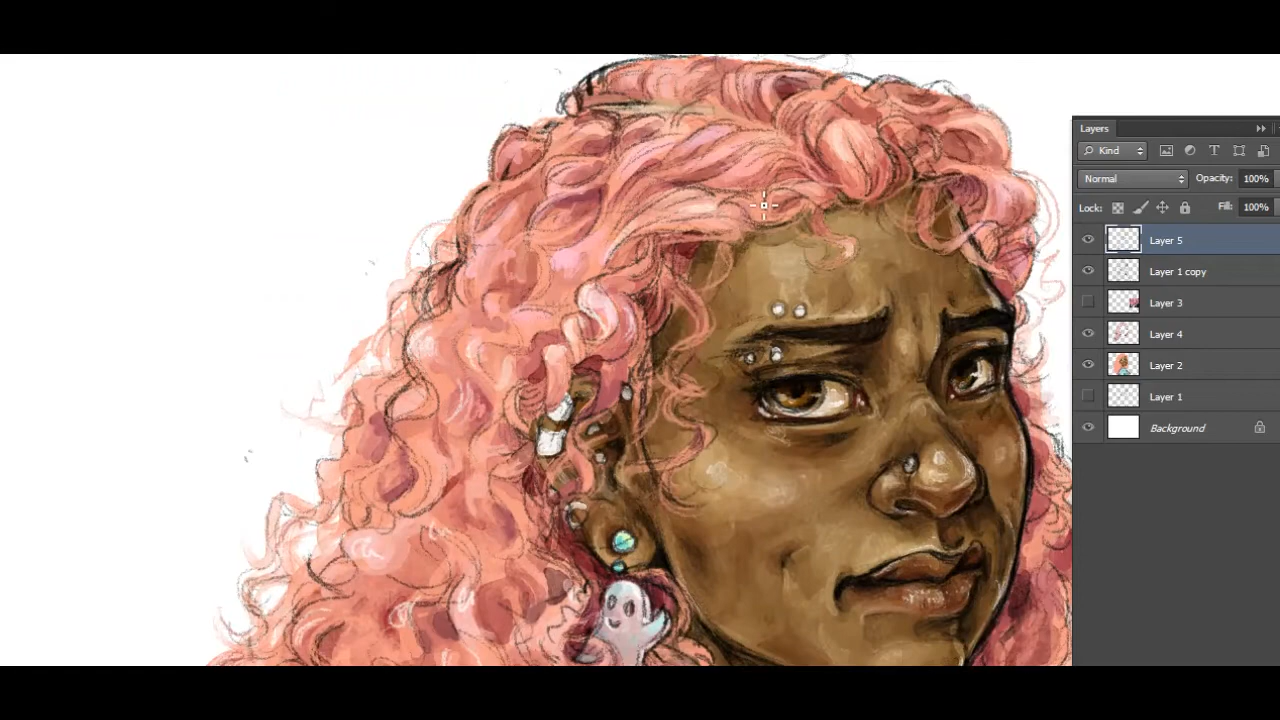 Layers
Kind
Normal Opacity: 100%
Lock: Fill: 100%
Layer 5
Layer 1 copy
Layer 3
Layer 4
Layer 2
Layer 1
Background